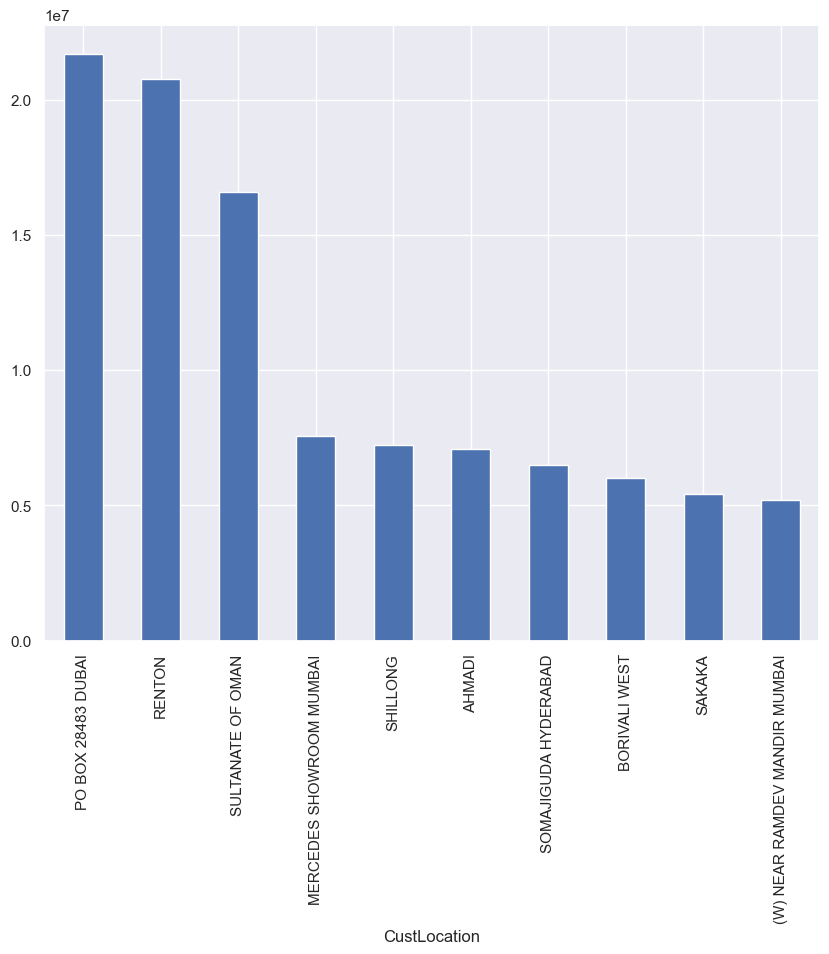 1e7
2.0
1.5
1.0
0.5
0.0
PO BOX 28483 DUBAI
RENTON
SULTANATE OF OMAN
MERCEDES SHOWROOM MUMBAI
SHILLONG
AHMADI
SOMAJIGUDA HYDERABAD
BORIVALI WEST
SAKAKA
(W) NEAR RAMDEV MANDIR MUMBAI
CustLocation